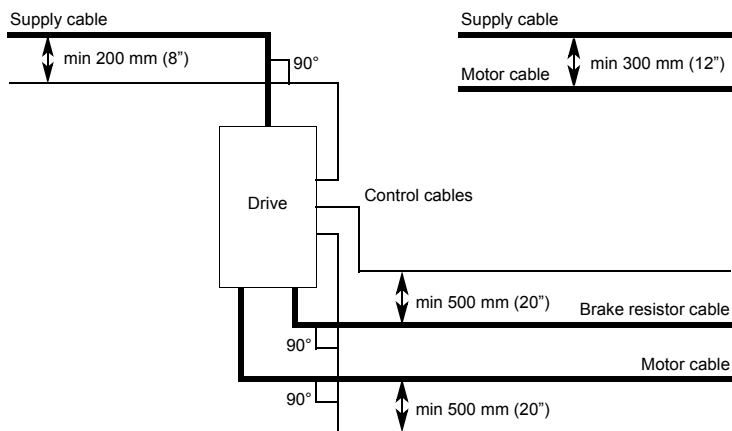 Supply cable
min 200 mm (8”)
90°
Supply cable
min 300 mm (12”)
Motor cable
Drive
Control cables
min 500 mm (20”)
Brake resistor cable
90°
Motor cable
90°
min 500 mm (20”)